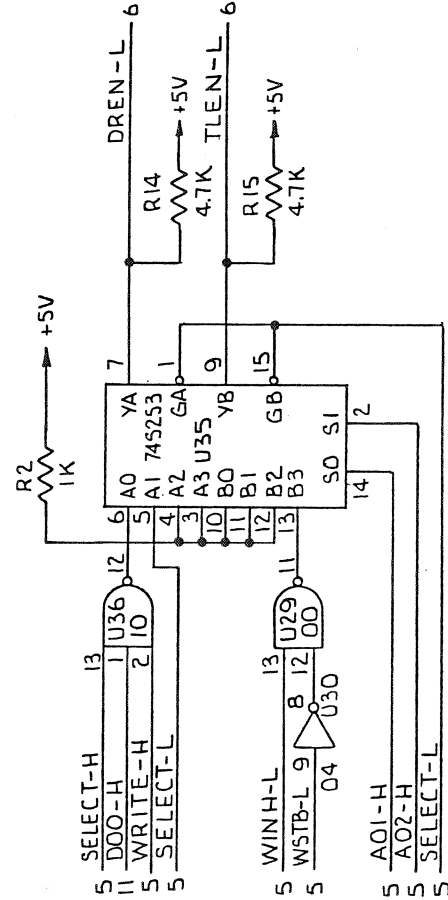 R2
1K
+5V
5 SELECT-H 13
11 D00-H 1
5 WRITE-H 2
5 SELECT-L
U36
10
12
6 A0
5 A1
4 A2
3 A3
10 B0
11 B1
12 B2
13 B3
74S253
U35
YA 7
GA 1
YB 9
GB 15
S0 14
S1 2
DREN-L 6
R14
4.7K
+5V
TLEN-L 6
R15
4.7K
+5V
5 WINH-L 13
5 WSTB-L 9
04
8
U30
12
U29
00
11
5 A01-H
5 A02-H
5 SELECT-L